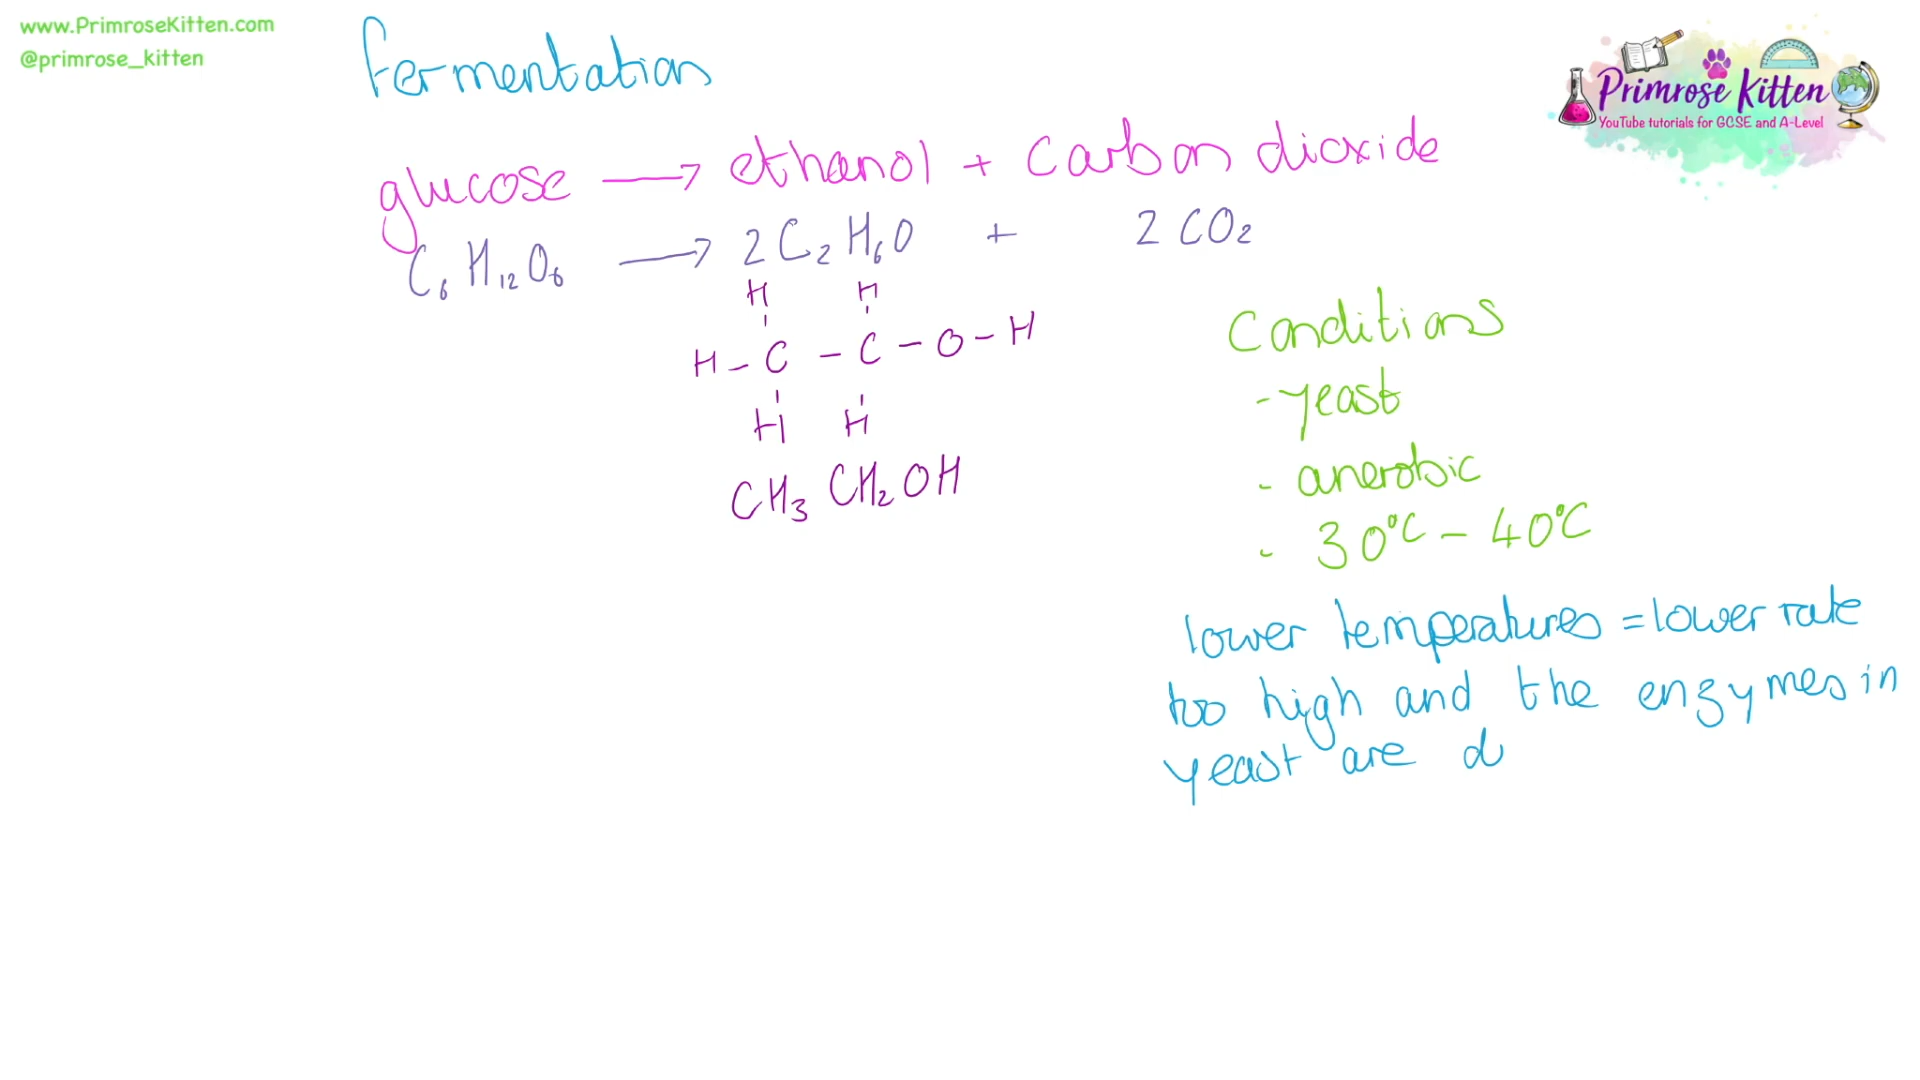 www.PrimroseKitten.com
@primrose_kitten
fermentation
Primrose Kitten
YouTube tutorials for GCSE and A-Level
glucose → ethanol + carbon dioxide
C₆H₁₂O₆ → 2C₂H₆O + 2CO₂
H H
H-C-C-O-H
H H
CH₃CH₂OH
Conditions
- yeast
- anerobic
- 30°C - 40°C
lower temperatures = lower rate
too high and the enzymes in
yeast are d